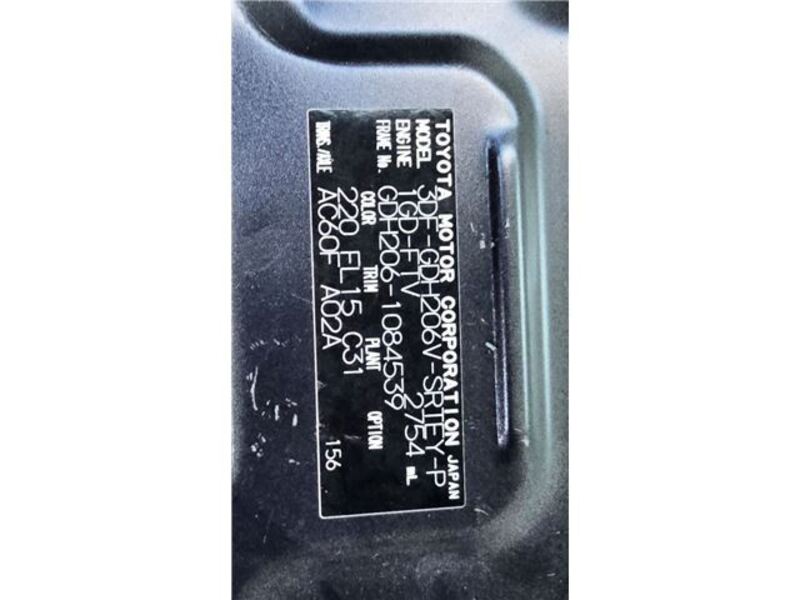 TOYOTA MOTOR CORPORATION JAPAN
MODEL 3DF-GDH206V-SRTEY-P
ENGINE 1GD-FTV 2754 mL
FRAME No. GDH206-1084539
COLOR TRIM PLANT OPTION
220 FL15 C31
TRANS./AXLE AC60F A02A 156